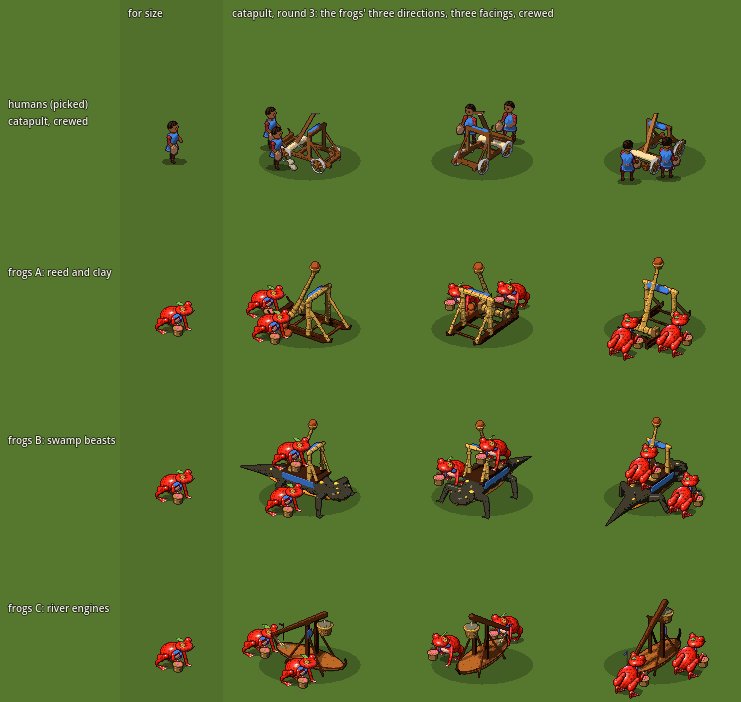 for size
catapult, round 3: the frogs' three directions, three facings, crewed
humans (picked)
catapult, crewed
frogs A: reed and clay
frogs B: swamp beasts
frogs C: river engines